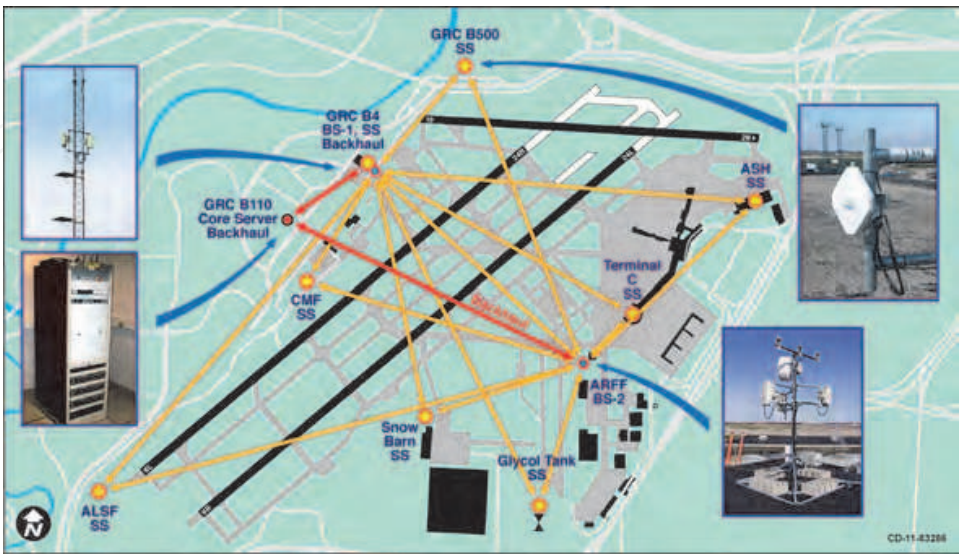 GRC B500
SS
GRC B4
BS-1, SS
Backhaul
ASH
SS
GRC B110
Core Server
Backhaul
Terminal
C
SS
CMF
SS
ARFF
BS-2
Snow
Barn
SS
Glycol Tank
SS
ALSF
SS
N
CD-11-83286